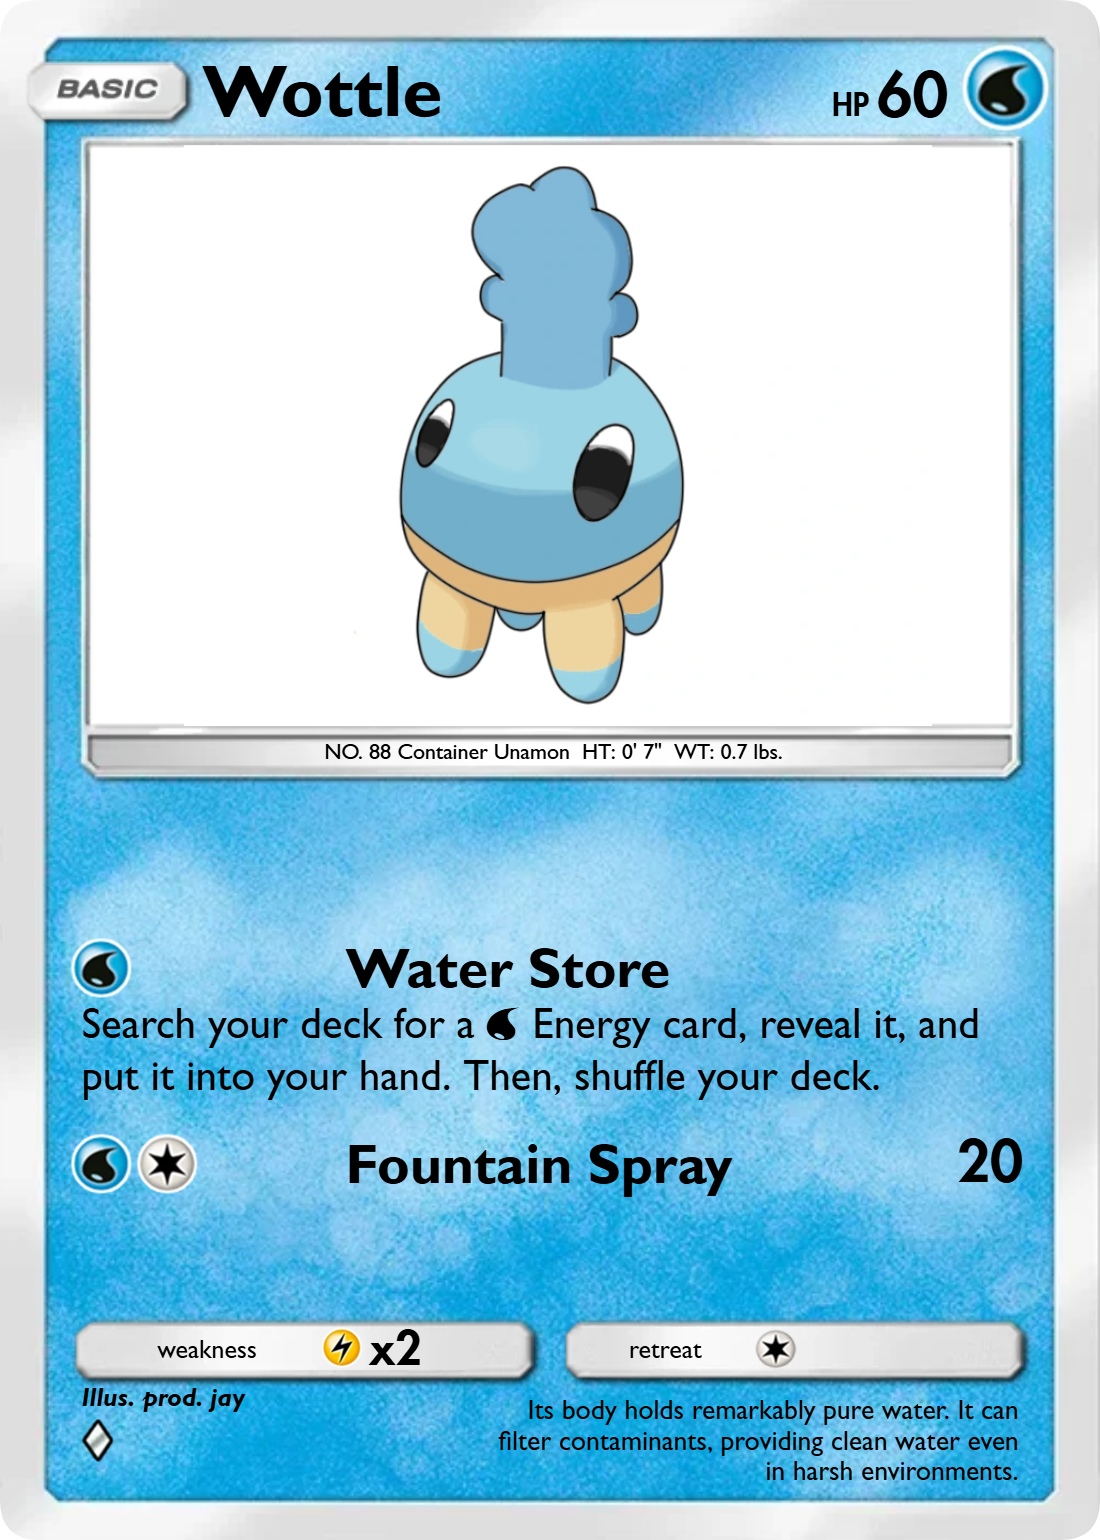 BASIC Wottle HP 60
NO. 88 Container Unamon HT: 0' 7" WT: 0.7 lbs.
Water Store
Search your deck for a Energy card, reveal it, and
put it into your hand. Then, shuffle your deck.
Fountain Spray 20
weakness x2 retreat
Illus. prod. jay
Its body holds remarkably pure water. It can
filter contaminants, providing clean water even
in harsh environments.